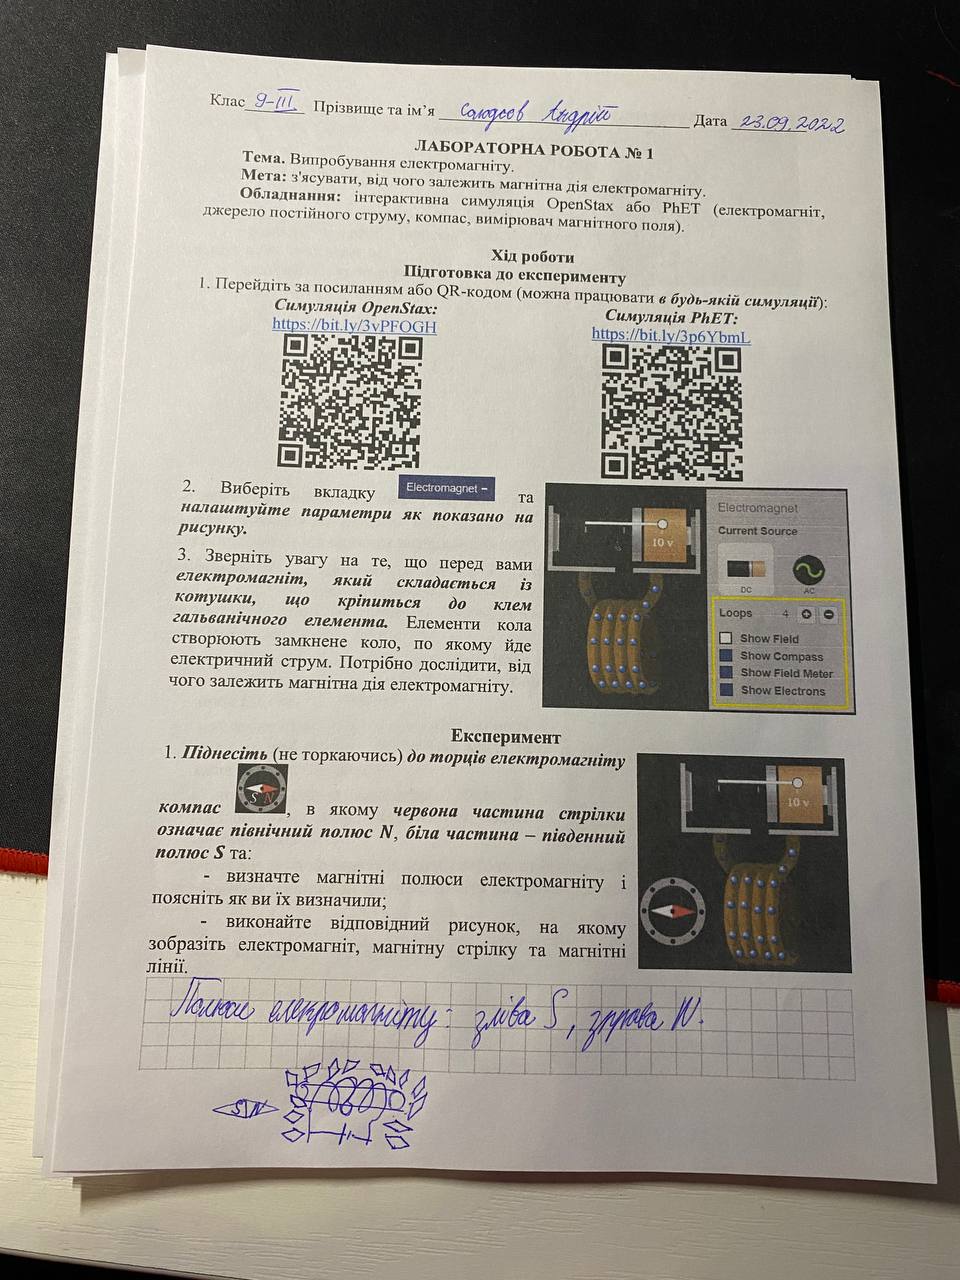 Клас 9-III Прізвище та ім’я Солодсов Андрій Дата 23.09.2022
ЛАБОРАТОРНА РОБОТА № 1
Тема. Випробування електромагніту.
Мета: з'ясувати, від чого залежить магнітна дія електромагніту.
Обладнання: інтерактивна симуляція OpenStax або PhET (електромагніт,
джерело постійного струму, компас, вимірювач магнітного поля).
Хід роботи
Підготовка до експерименту
1. Перейдіть за посиланням або QR-кодом (можна працювати в будь-якій симуляції):
Симуляція OpenStax:
https://bit.ly/3vPFOGH
Симуляція PhET:
https://bit.ly/3p6YbmL
2. Виберіть вкладку Electromagnet та
налаштуйте параметри як показано на
рисунку.
3. Зверніть увагу на те, що перед вами
електромагніт, який складається із
котушки, що кріпиться до клем
гальванічного елемента. Елементи кола
створюють замкнене коло, по якому йде
електричний струм. Потрібно дослідити, від
чого залежить магнітна дія електромагніту.
10 v
Electromagnet
Current Source
DC AC
Loops 4
Show Field
Show Compass
Show Field Meter
Show Electrons
Експеримент
1. Піднесіть (не торкаючись) до торців електромагніту
компас S N, в якому червона частина стрілки
означає північний полюс N, біла частина – південний
полюс S та:
- визначте магнітні полюси електромагніту і
поясніть як ви їх визначили;
- виконайте відповідний рисунок, на якому
зобразіть електромагніт, магнітну стрілку та магнітні
лінії.
10 v
Полюси електромагніту: зліва S, зправа N.
S N